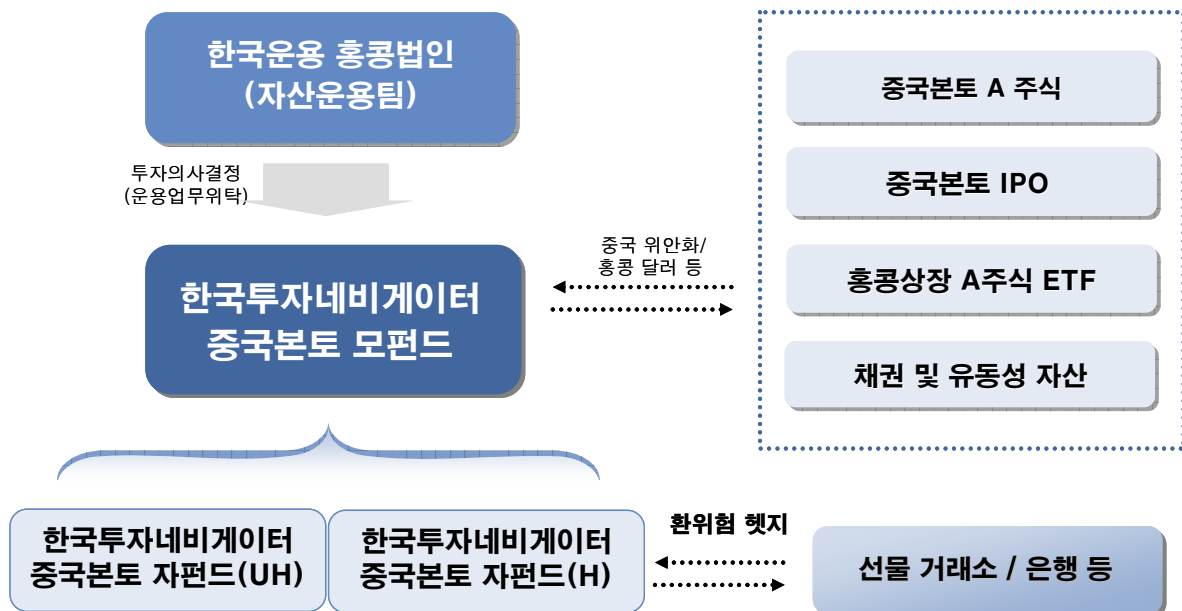 한국운용 홍콩법인
(자산운용팀)
투자의사결정
(운용업무위탁)
한국투자네비게이터
중국본토 모펀드
중국 위안화/
홍콩 달러 등
중국본토 A 주식
중국본토 IPO
홍콩상장 A주식 ETF
채권 및 유동성 자산
한국투자네비게이터
중국본토 자펀드(UH)
한국투자네비게이터
중국본토 자펀드(H)
환위험 헷지
선물 거래소 / 은행 등